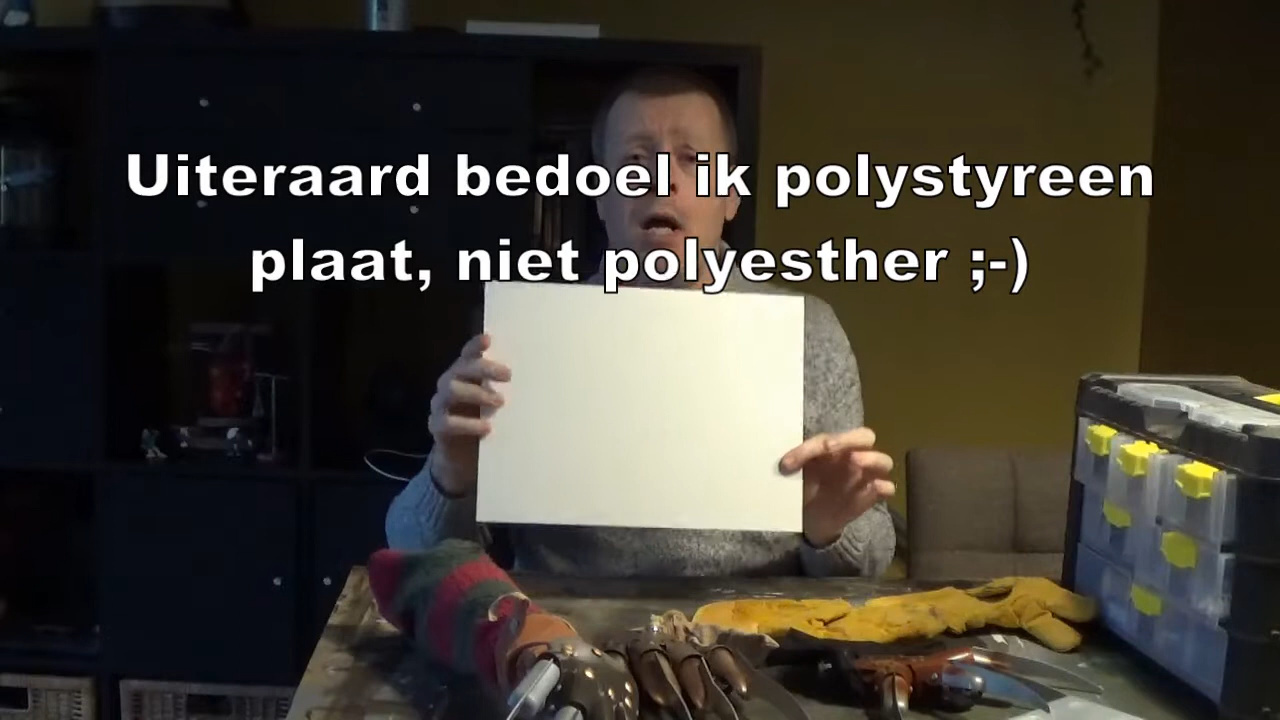 Uiteraard bedoel ik polystyreen
plaat, niet polyesther ;-)